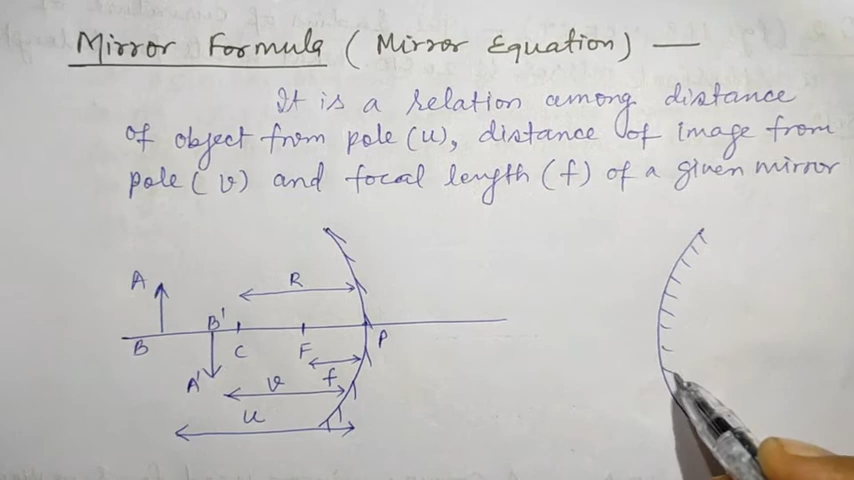 Mirror Formula (Mirror Equation) —
It is a relation among distance
of object from pole (u), distance of image from
pole (v) and focal length (f) of a given mirror
A
R
B'
B
C
F
P
A'
v
f
u